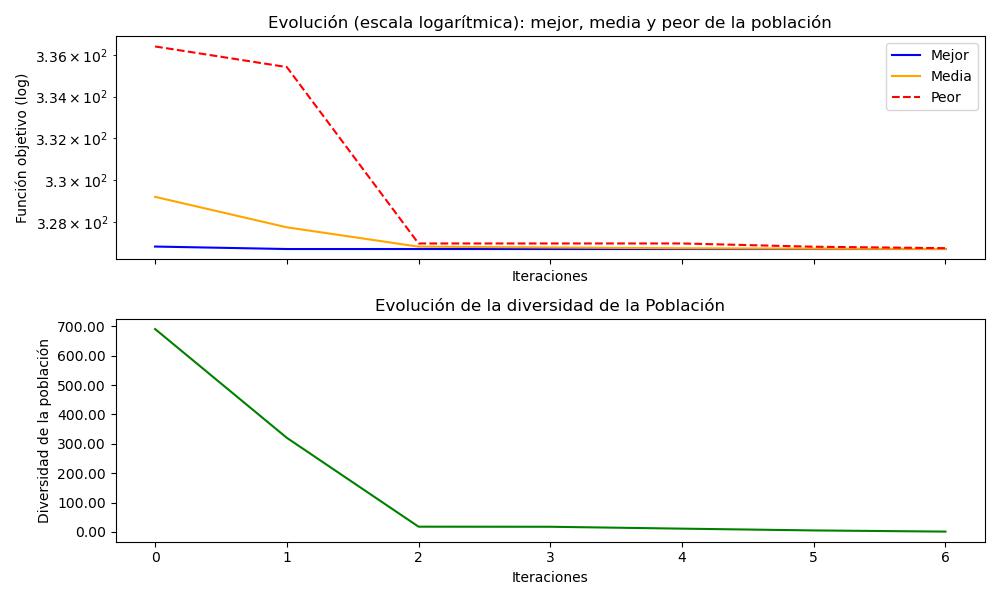 Evolución (escala logarítmica): mejor, media y peor de la población
Función objetivo (log)
3.36 × 10²
3.34 × 10²
3.32 × 10²
3.3 × 10²
3.28 × 10²
Mejor
Media
Peor
Iteraciones
Evolución de la diversidad de la Población
Diversidad de la población
700.00
600.00
500.00
400.00
300.00
200.00
100.00
0.00
0 1 2 3 4 5 6
Iteraciones